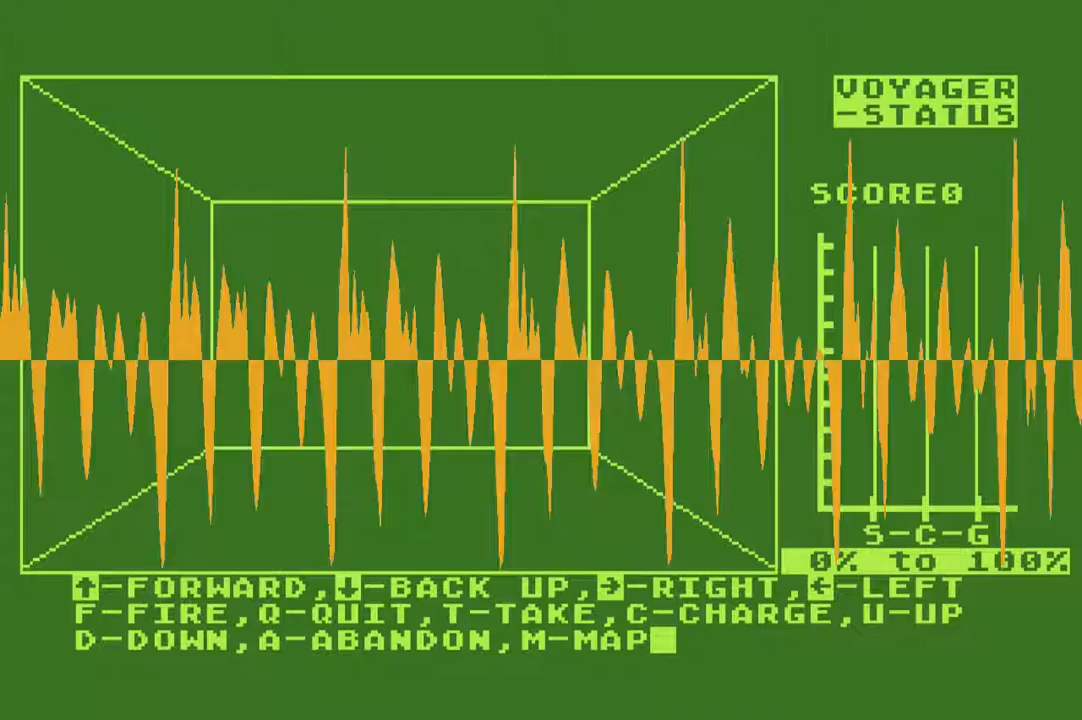 VOYAGER
-STATUS
SCORE0
S-C-G
0% to 100%
↑-FORWARD,↓-BACK UP,→-RIGHT,←-LEFT
F-FIRE,Q-QUIT,T-TAKE,C-CHARGE,U-UP
D-DOWN,A-ABANDON,M-MAP